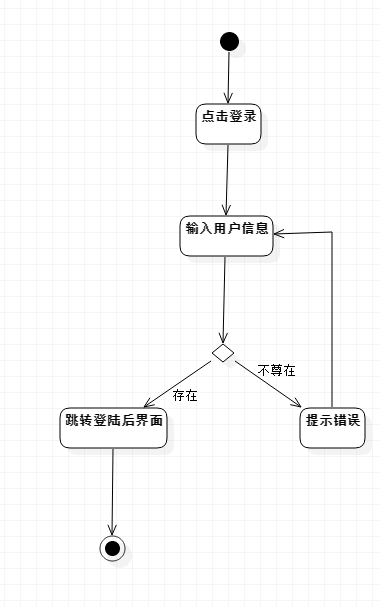 点击登录
输入用户信息
不尊在
存在
跳转登陆后界面
提示错误